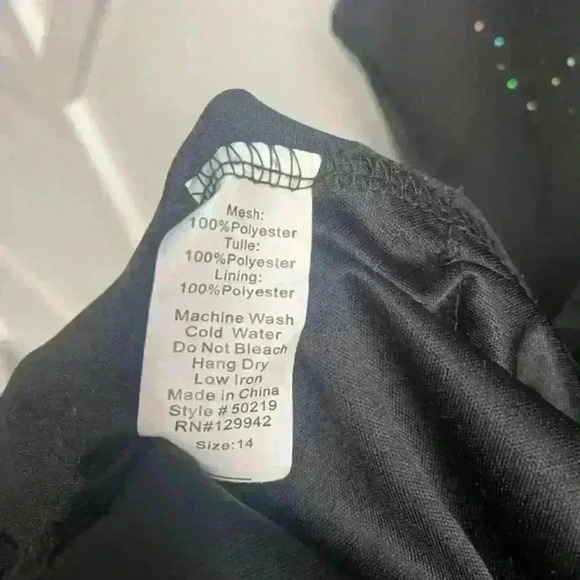 Mesh:
100%Polyester
Tulle:
100%Polyester
Lining:
100%Polyester
Machine Wash
Cold Water
Do Not Bleach
Hang Dry
Low Iron
Made in China
Style # 50219
RN#129942
Size:14